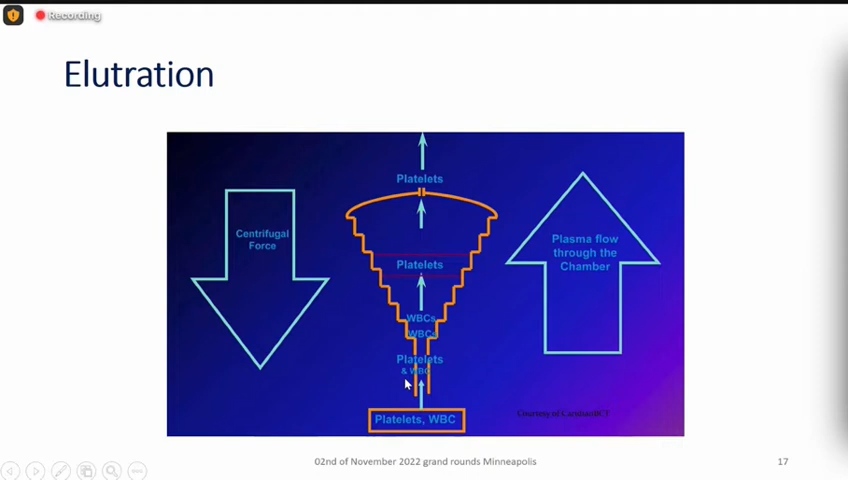 Recording
Elutration
Platelets
Centrifugal
Force
Plasma flow
through the
Chamber
Platelets
WBCs
WBCs
Platelets
& WBC
Platelets, WBC
Courtesy of CaridianBCT
02nd of November 2022 grand rounds Minneapolis
17